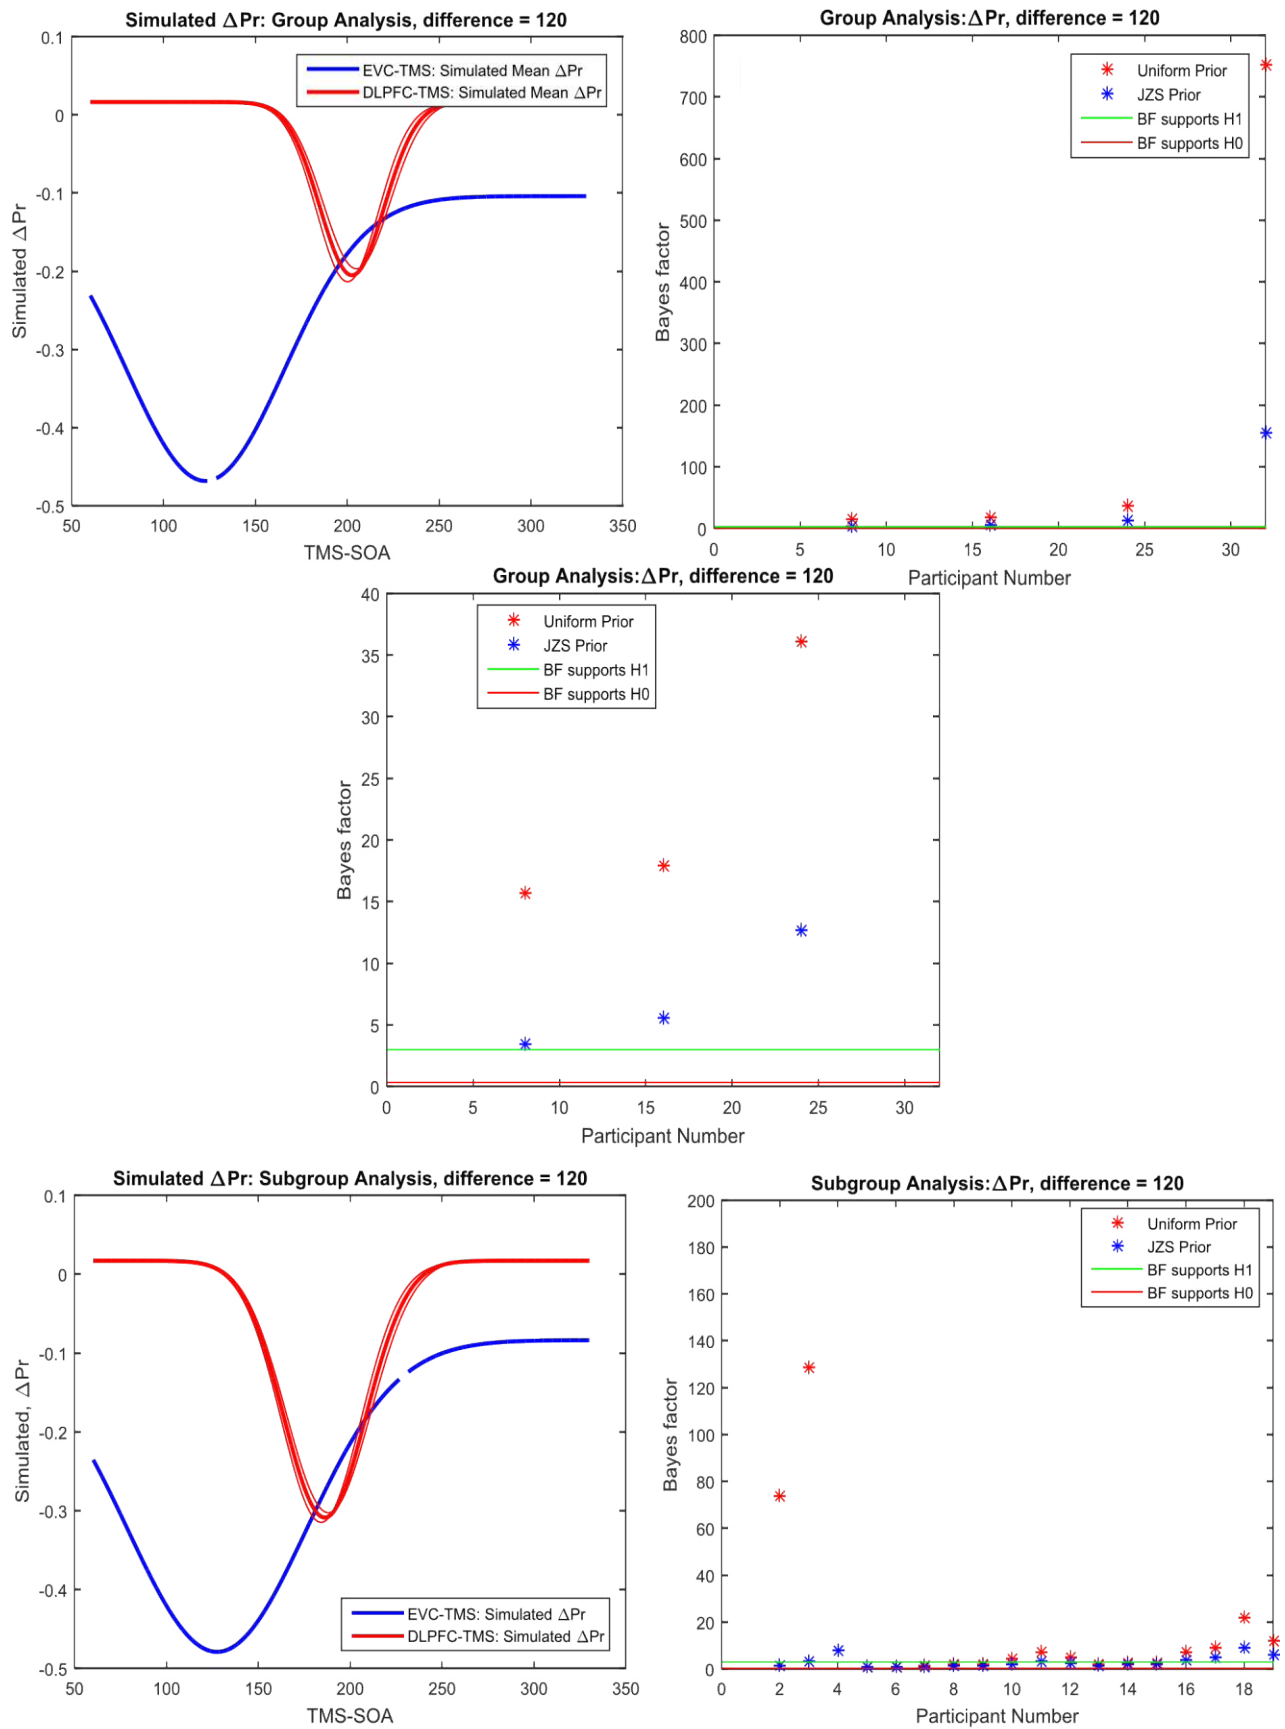 Simulated ΔPr: Group Analysis, difference = 120
0.1
0
-0.1
-0.2
-0.3
-0.4
-0.5
Simulated ΔPr
EVC-TMS: Simulated Mean ΔPr
DLPFC-TMS: Simulated Mean ΔPr
50 100 150 200 250 300 350
TMS-SOA
Group Analysis:ΔPr, difference = 120
800
700
600
500
400
300
200
100
0
Bayes factor
Uniform Prior
JZS Prior
BF supports H1
BF supports H0
0 5 10 15 20 25 30
Participant Number
Group Analysis:ΔPr, difference = 120
40
35
30
25
20
15
10
5
0
Bayes factor
Uniform Prior
JZS Prior
BF supports H1
BF supports H0
0 5 10 15 20 25 30
Participant Number
Simulated ΔPr: Subgroup Analysis, difference = 120
0.1
0
-0.1
-0.2
-0.3
-0.4
-0.5
Simulated, ΔPr
EVC-TMS: Simulated ΔPr
DLPFC-TMS: Simulated ΔPr
50 100 150 200 250 300 350
TMS-SOA
Subgroup Analysis:ΔPr, difference = 120
200
180
160
140
120
100
80
60
40
20
0
Bayes factor
Uniform Prior
JZS Prior
BF supports H1
BF supports H0
0 2 4 6 8 10 12 14 16 18
Participant Number